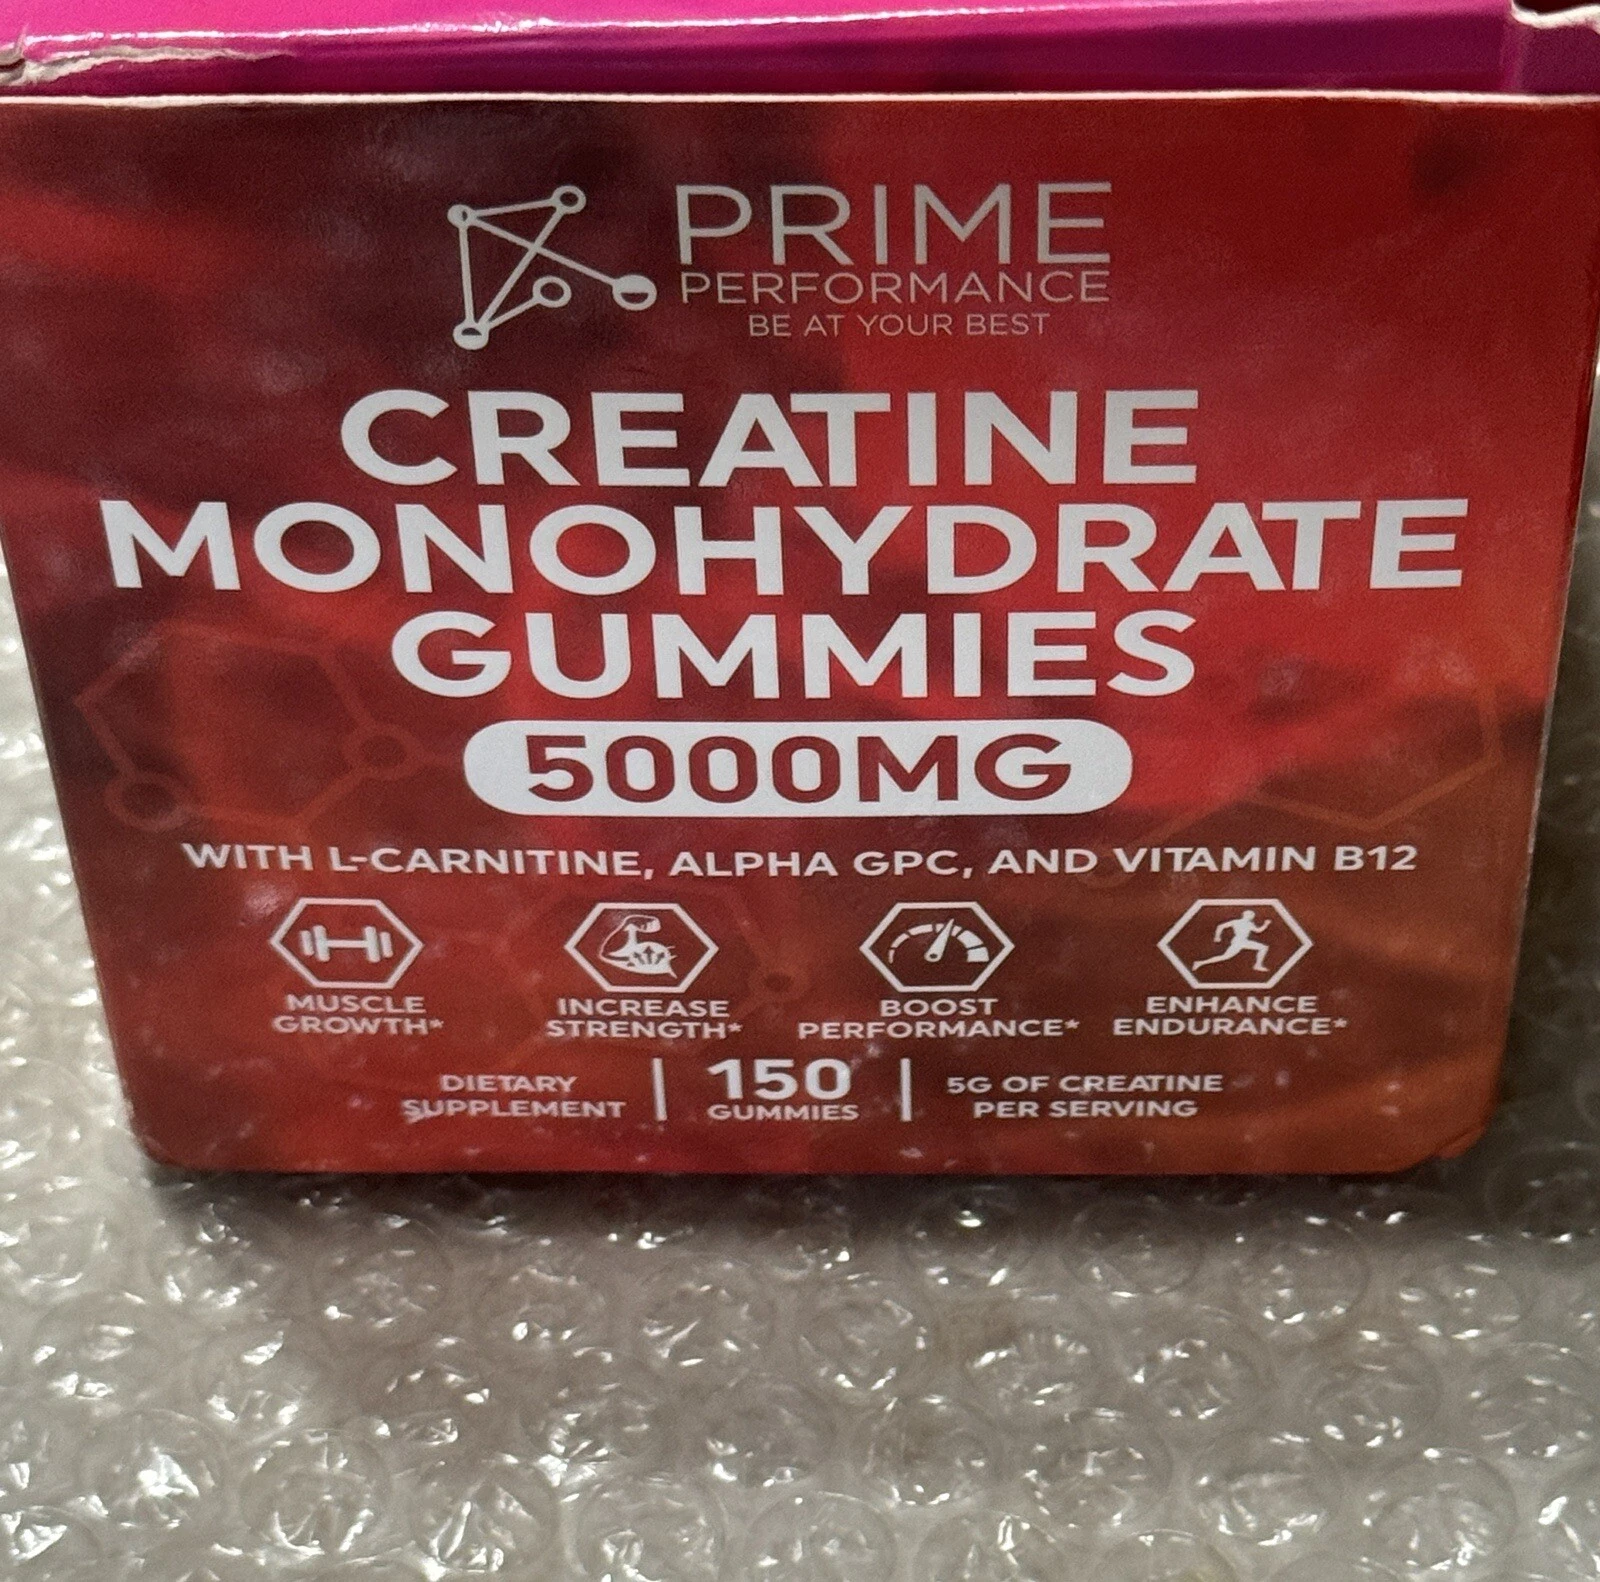 PRIME
PERFORMANCE
BE AT YOUR BEST
CREATINE
MONOHYDRATE
GUMMIES
5000MG
WITH L-CARNITINE, ALPHA GPC, AND VITAMIN B12
MUSCLE
GROWTH*
INCREASE
STRENGTH*
BOOST
PERFORMANCE*
ENHANCE
ENDURANCE*
DIETARY
SUPPLEMENT
150
GUMMIES
5G OF CREATINE
PER SERVING